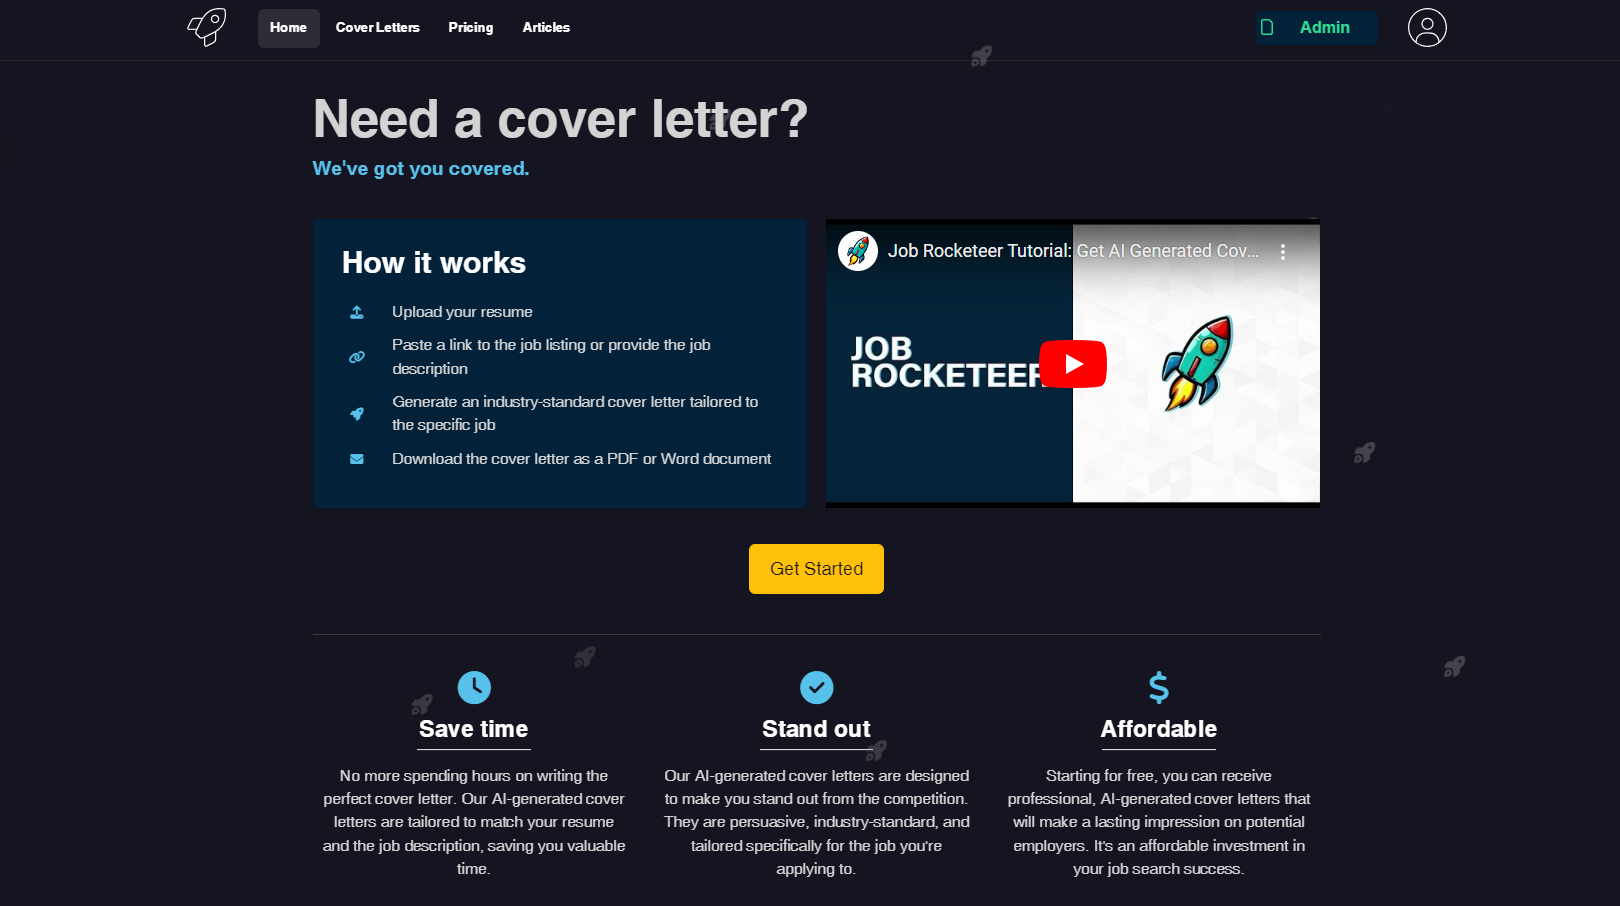 Home Cover Letters Pricing Articles Admin
Need a cover letter?
We've got you covered.
How it works
Upload your resume
Paste a link to the job listing or provide the job
description
Generate an industry-standard cover letter tailored to
the specific job
Download the cover letter as a PDF or Word document
Job Rocketeer Tutorial: Get AI Generated Cov...
JOB
ROCKETEER
Get Started
Save time
No more spending hours on writing the
perfect cover letter. Our AI-generated cover
letters are tailored to match your resume
and the job description, saving you valuable
time.
Stand out
Our AI-generated cover letters are designed
to make you stand out from the competition.
They are persuasive, industry-standard, and
tailored specifically for the job you're
applying to.
Affordable
Starting for free, you can receive
professional, AI-generated cover letters that
will make a lasting impression on potential
employers. It's an affordable investment in
your job search success.